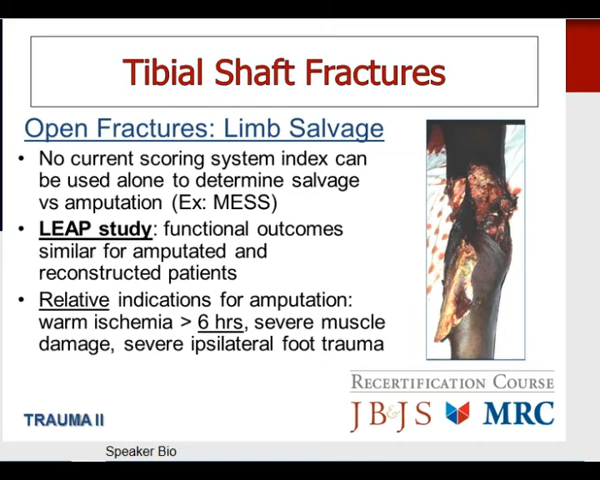 Tibial Shaft Fractures
Open Fractures: Limb Salvage
• No current scoring system index can
be used alone to determine salvage
vs amputation (Ex: MESS)
• LEAP study: functional outcomes
similar for amputated and
reconstructed patients
• Relative indications for amputation:
warm ischemia > 6 hrs, severe muscle
damage, severe ipsilateral foot trauma
RECERTIFICATION COURSE
JB&JS MRC
TRAUMA II
Speaker Bio